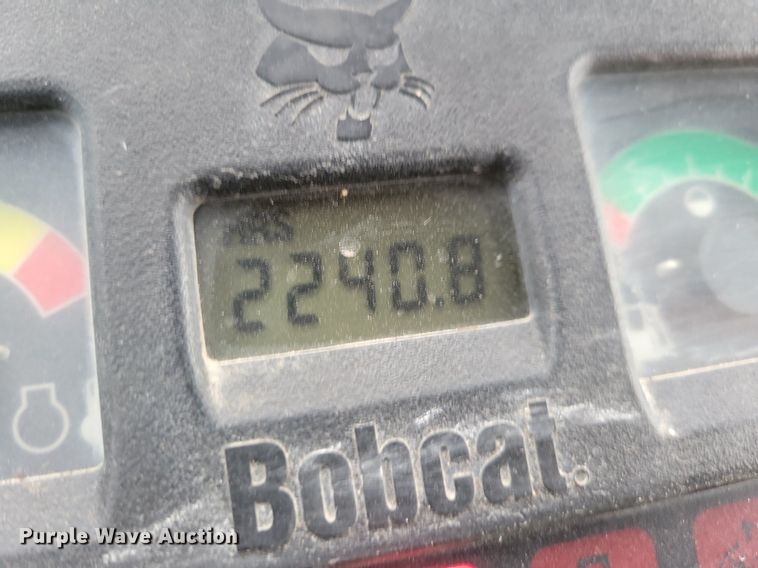 HRS
2240.8
Bobcat.
Purple Wave Auction